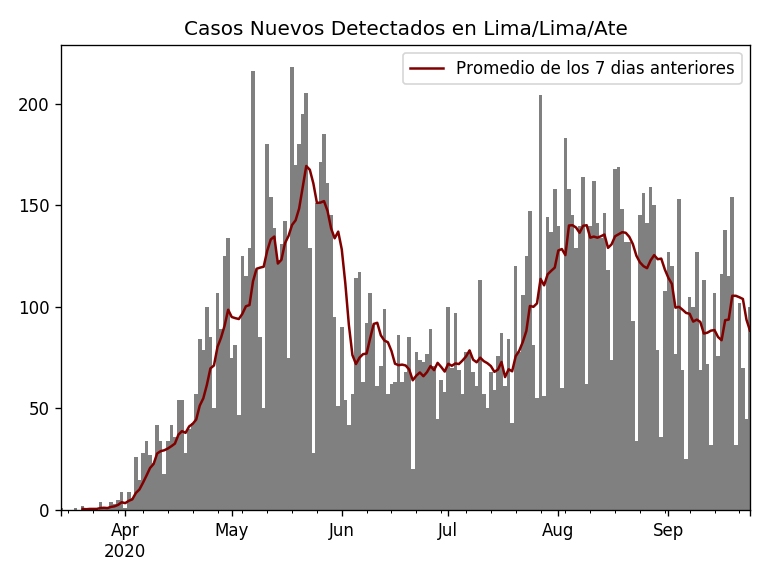 Casos Nuevos Detectados en Lima/Lima/Ate
Promedio de los 7 dias anteriores
200
150
100
50
0
Apr May Jun Jul Aug Sep
2020